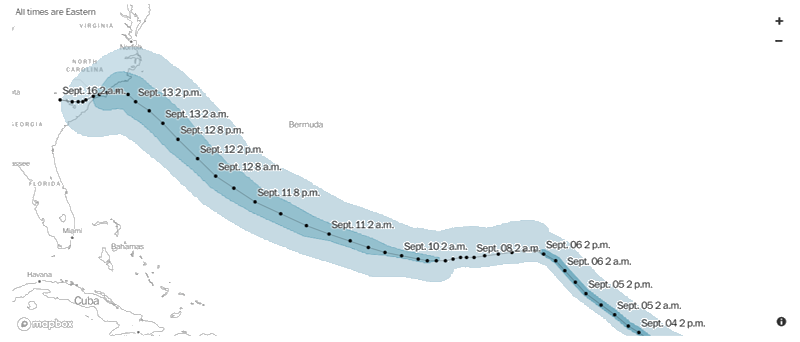 All times are Eastern
VIRGINIA
Norfolk
NORTH
CAROLINA
Sept. 16 2 a.m.
Sept. 13 2 p.m.
Sept. 13 2 a.m.
Bermuda
GEORGIA
Sept. 12 8 p.m.
Sept. 12 2 p.m.
Sept. 12 8 a.m.
FLORIDA
Sept. 11 8 p.m.
Sept. 11 2 a.m.
Miami
Bahamas
Sept. 10 2 a.m.
Sept. 08 2 a.m.
Sept. 06 2 p.m.
Sept. 06 2 a.m.
Havana
Sept. 05 2 p.m.
Cuba
Sept. 05 2 a.m.
mapbox
Sept. 04 2 p.m.